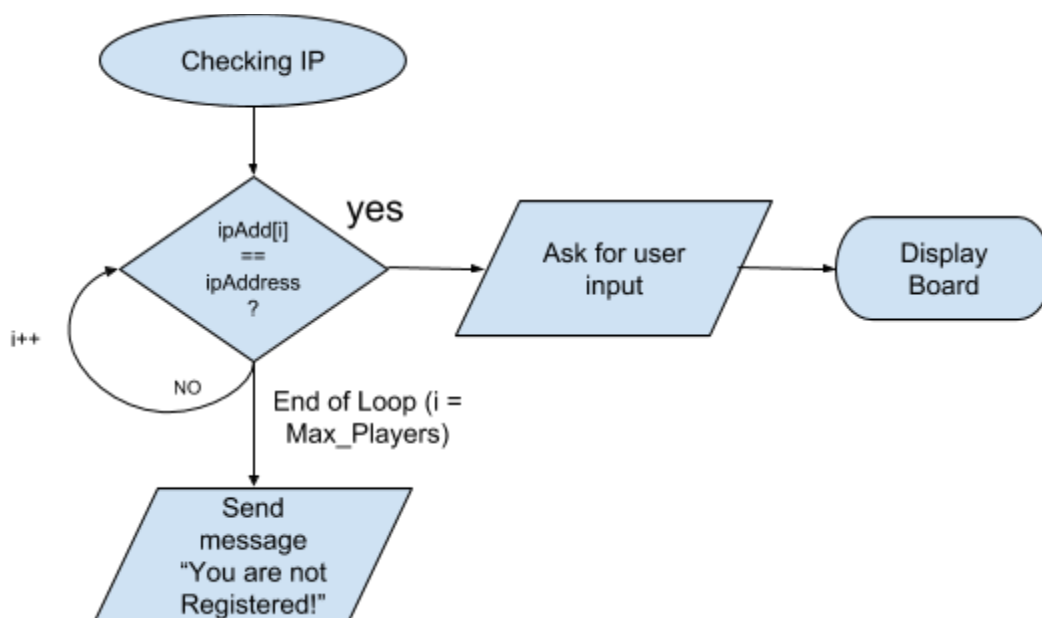 Checking IP
yes
ipAdd[i]
==
ipAddress
?
Ask for user
input
Display
Board
i++
NO
End of Loop (i =
Max_Players)
Send
message
“You are not
Registered!”